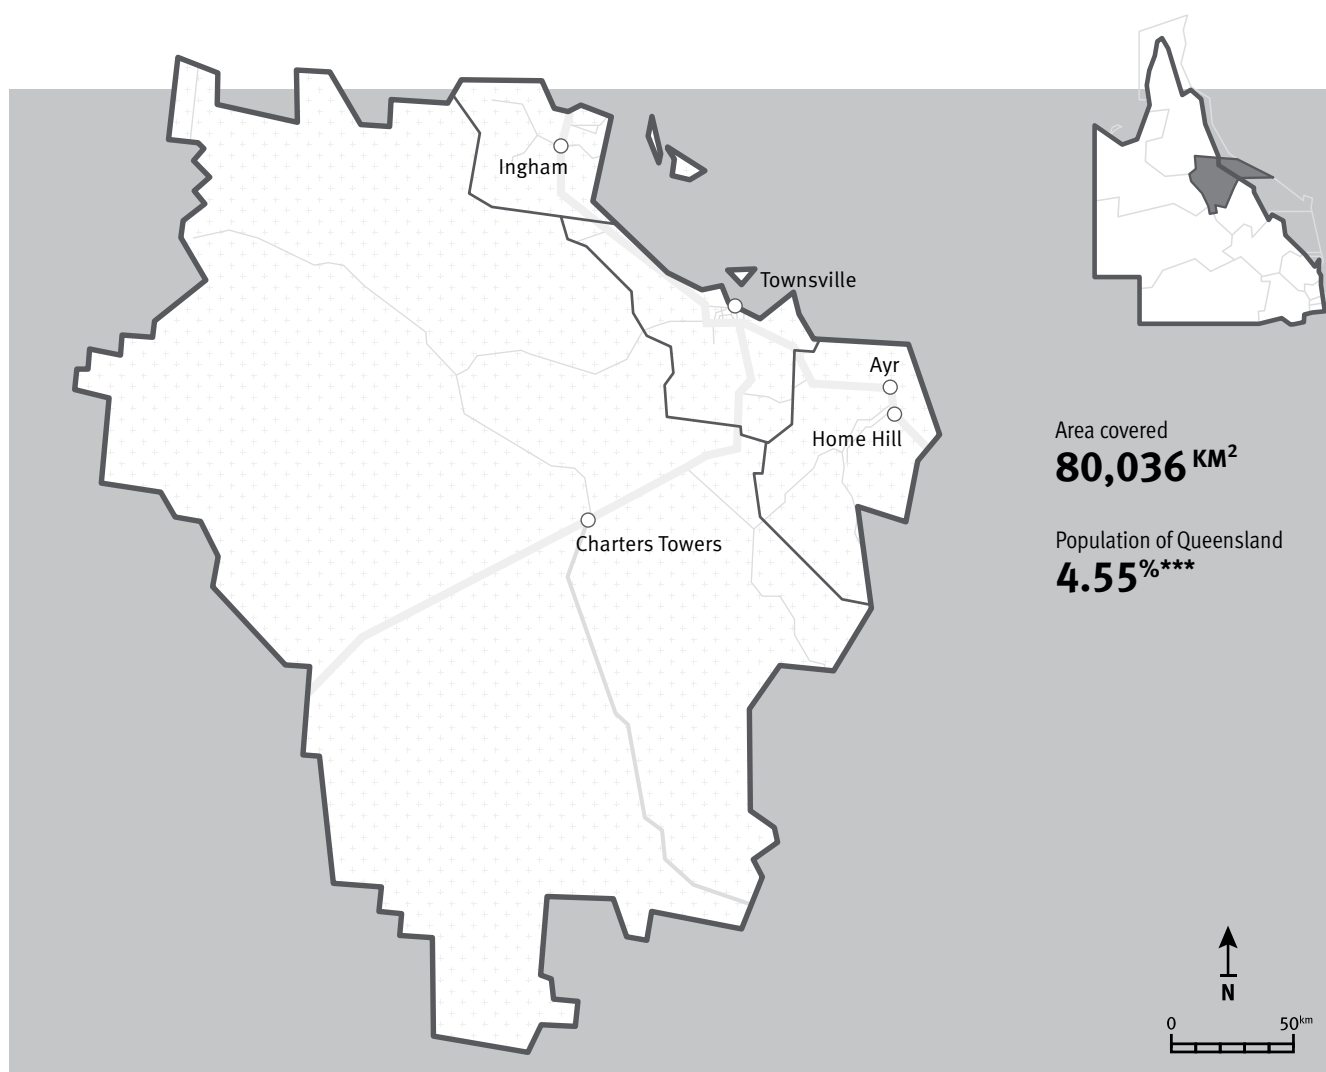 Ingham
Townsville
Ayr
Home Hill
Charters Towers
Area covered
80,036 KM²
Population of Queensland
4.55%***
N
0 50km